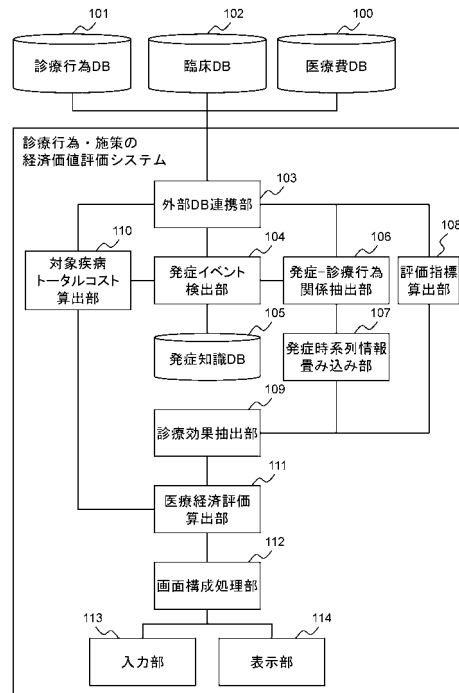 101
102
100
診療行為DB
臨床DB
医療費DB
診療行為・施策の
経済価値評価システム
103
外部DB連携部
110
104
106
108
対象疾病
トータルコスト
算出部
発症イベント
検出部
発症-診療行為
関係抽出部
評価指標
算出部
105
107
発症知識DB
発症時系列情報
畳み込み部
109
診療効果抽出部
111
医療経済評価
算出部
112
画面構成処理部
113
114
入力部
表示部